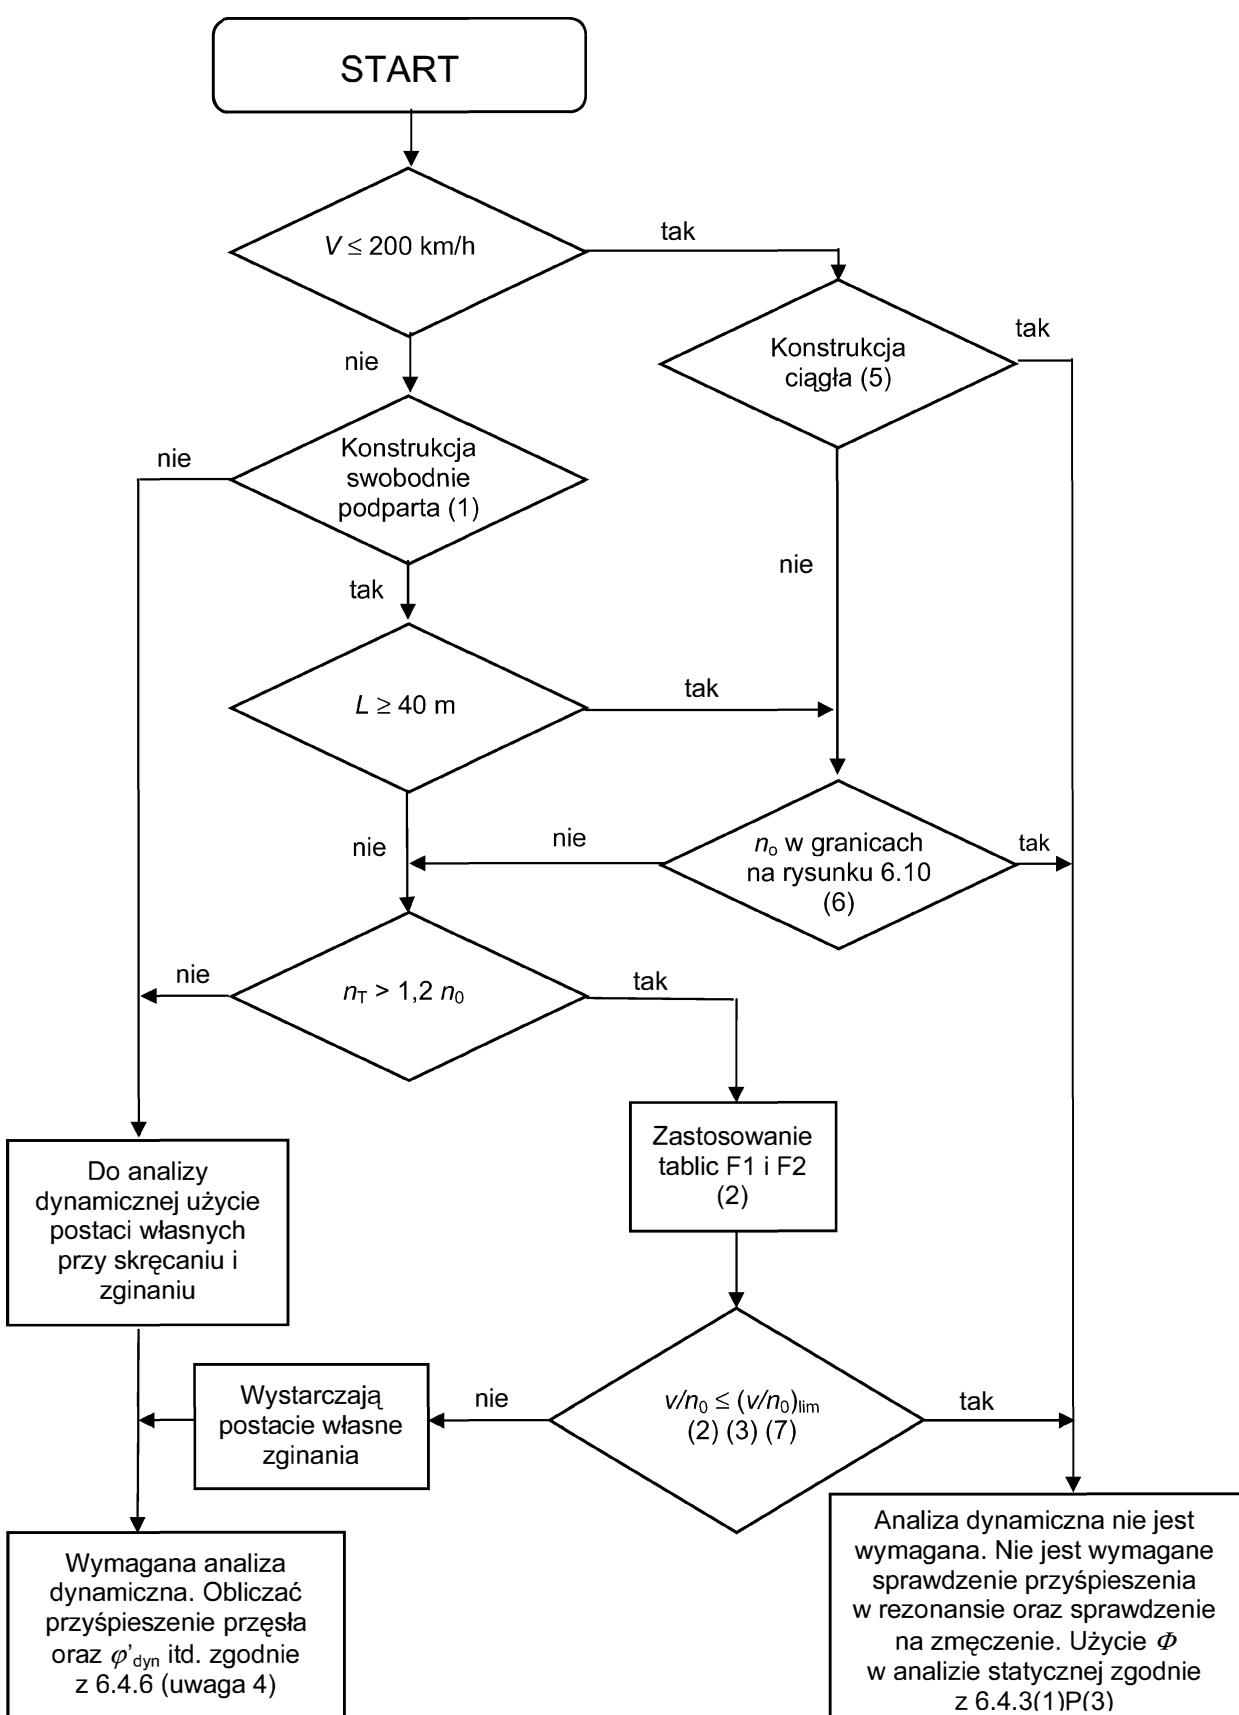 START
V ≤ 200 km/h
tak
nie
Konstrukcja
ciągła (5)
tak
nie
Konstrukcja
swobodnie
podparta (1)
nie
tak
L ≥ 40 m
tak
nie
nₒ w granicach
na rysunku 6.10
(6)
nie
tak
n_T > 1,2 n₀
nie
tak
Zastosowanie
tablic F1 i F2
(2)
Do analizy
dynamicznej użycie
postaci własnych
przy skręcaniu i
zginaniu
v/n₀ ≤ (v/n₀)lim
(2) (3) (7)
nie
tak
Wystarczają
postacie własne
zginania
Wymagana analiza
dynamiczna. Obliczać
przyśpieszenie przęsła
oraz φ’dyn itd. zgodnie
z 6.4.6 (uwaga 4)
Analiza dynamiczna nie jest
wymagana. Nie jest wymagane
sprawdzenie przyśpieszenia
w rezonansie oraz sprawdzenie
na zmęczenie. Użycie Φ
w analizie statycznej zgodnie
z 6.4.3(1)P(3)